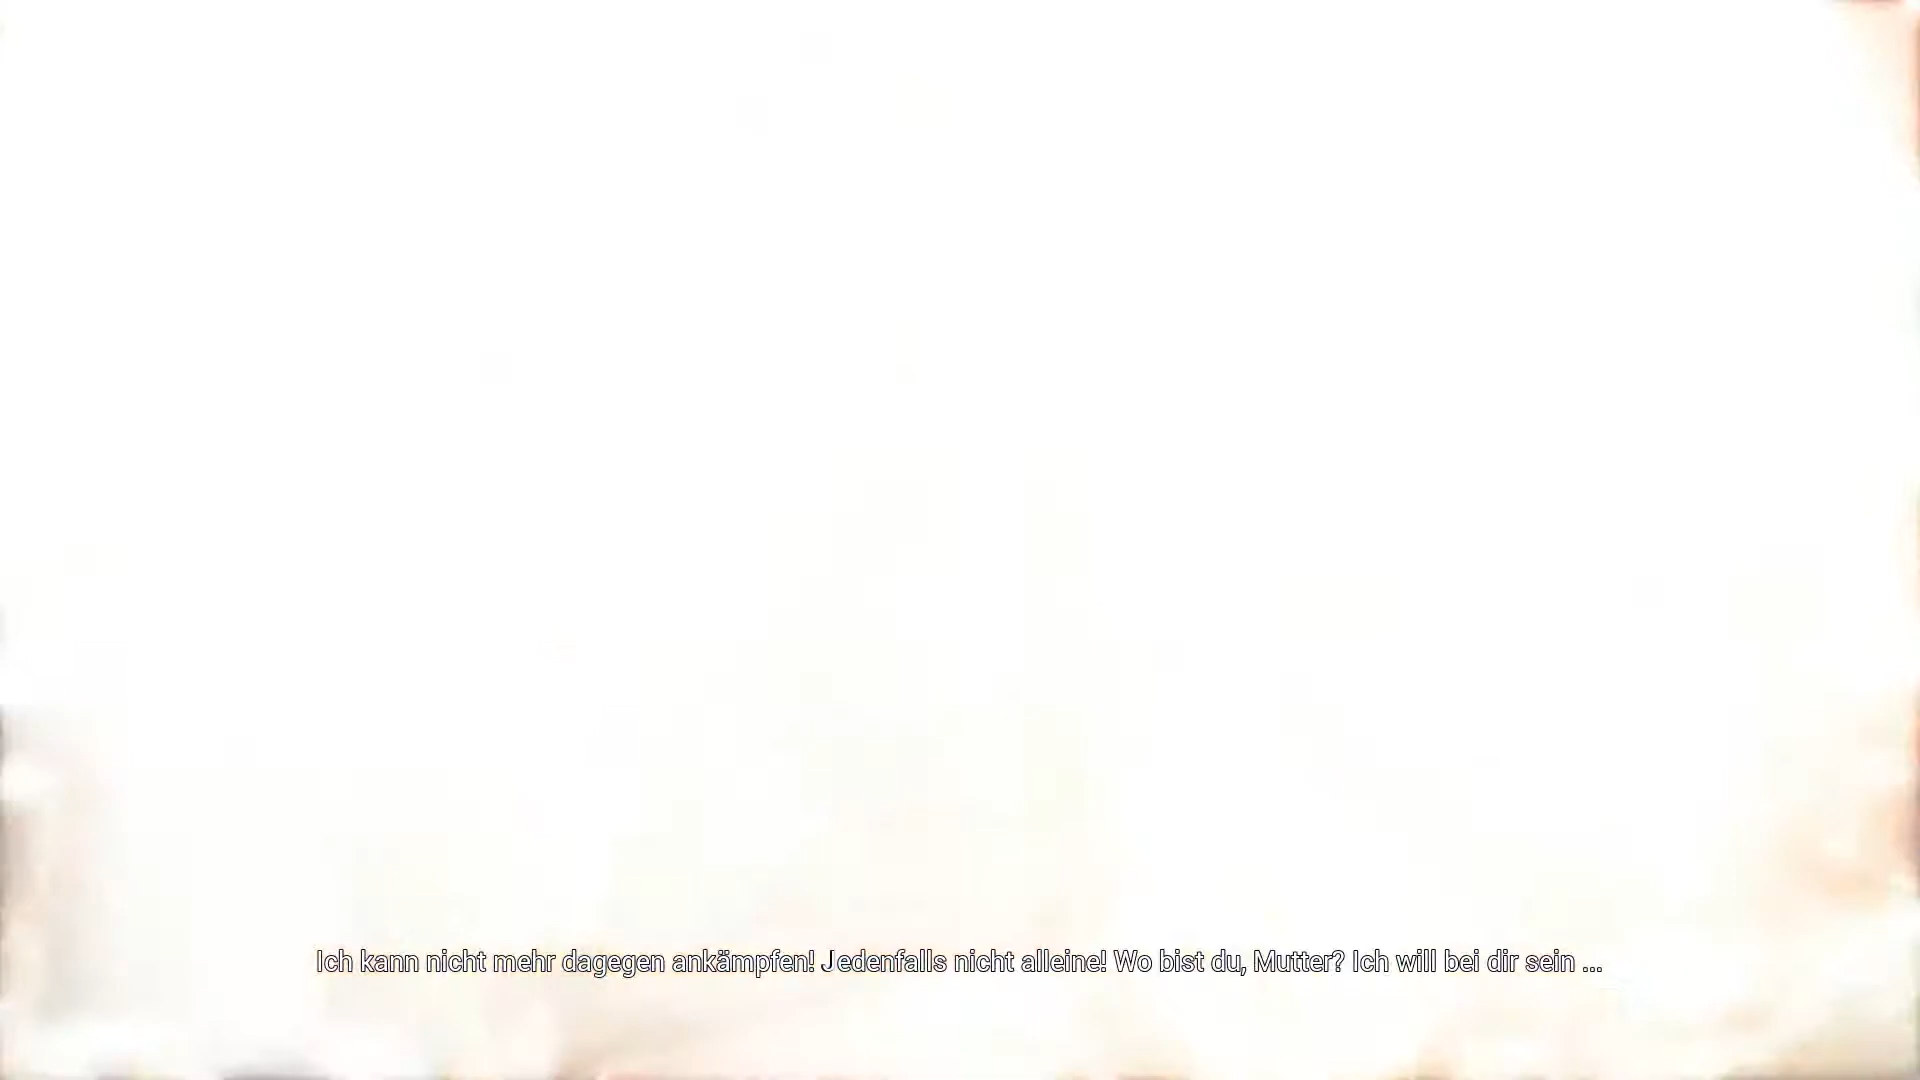 Ich kann nicht mehr dagegen ankämpfen! Jedenfalls nicht alleine! Wo bist du, Mutter? Ich will bei dir sein ...